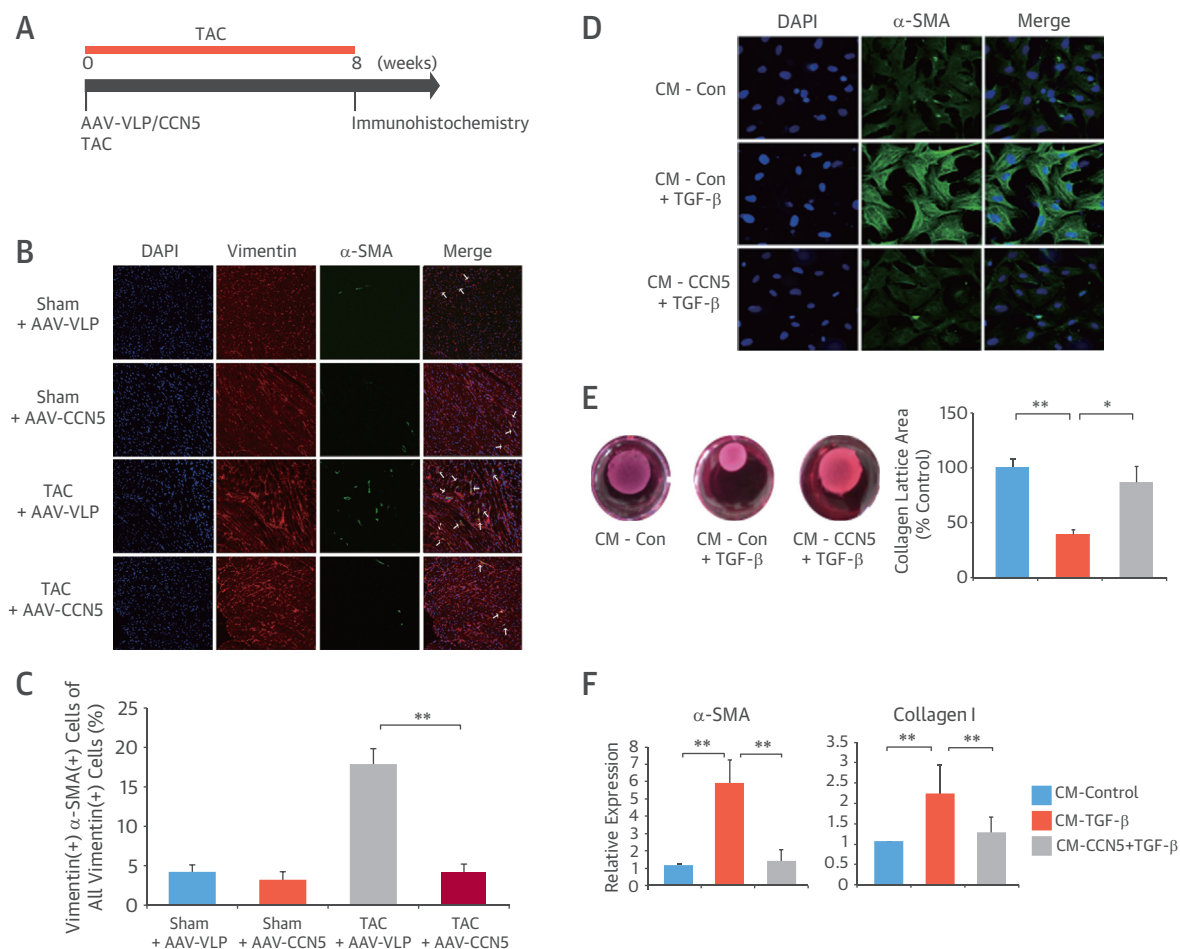 A
TAC
0 8 (weeks)
AAV-VLP/CCN5
TAC
Immunohistochemistry
B
DAPI Vimentin α-SMA Merge
Sham
+ AAV-VLP
Sham
+ AAV-CCN5
TAC
+ AAV-VLP
TAC
+ AAV-CCN5
C
Vimentin(+) α-SMA(+) Cells of
All Vimentin(+) Cells (%)
25
20
15
10
5
0
**
Sham
+ AAV-VLP
Sham
+ AAV-CCN5
TAC
+ AAV-VLP
TAC
+ AAV-CCN5
D
DAPI α-SMA Merge
CM - Con
CM - Con
+ TGF-β
CM - CCN5
+ TGF-β
E
CM - Con
CM - Con
+ TGF-β
CM - CCN5
+ TGF-β
Collagen Lattice Area
(% Control)
150
100
50
0
** *
F
α-SMA
Relative Expression
8
7
6
5
4
2
1
0
** **
Collagen I
3.5
3
2.5
2
1.5
1
0.5
0
** **
CM-Control
CM-TGF-β
CM-CCN5+TGF-β